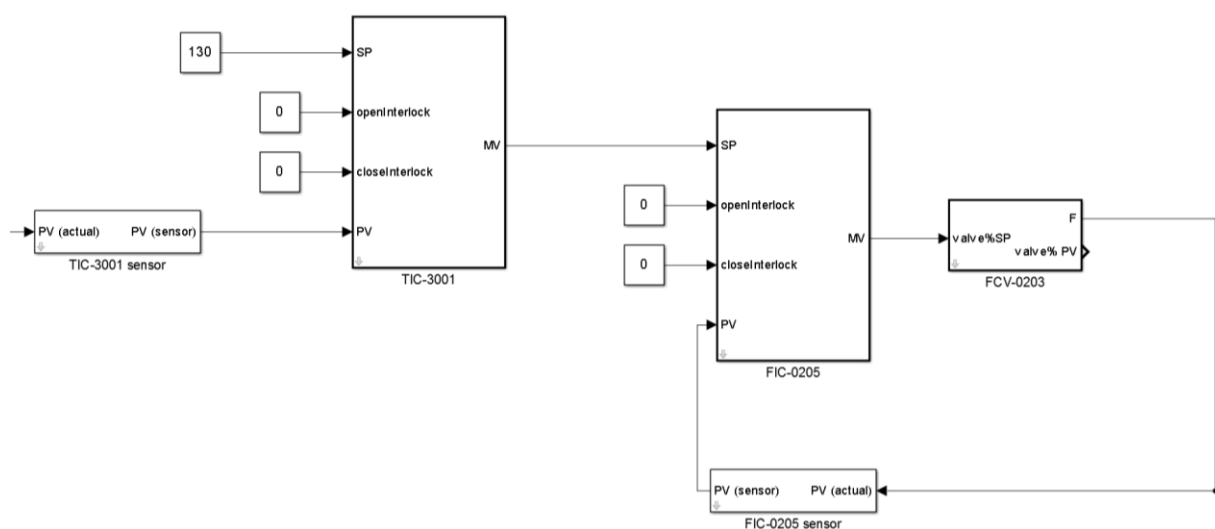 130
SP
0
openInterlock
MV
0
closeInterlock
PV
TIC-3001
PV (actual) PV (sensor)
TIC-3001 sensor
SP
0
openInterlock
MV
0
closeInterlock
PV
FIC-0205
F
valve%SP
valve% PV
FCV-0203
PV (sensor) PV (actual)
FIC-0205 sensor